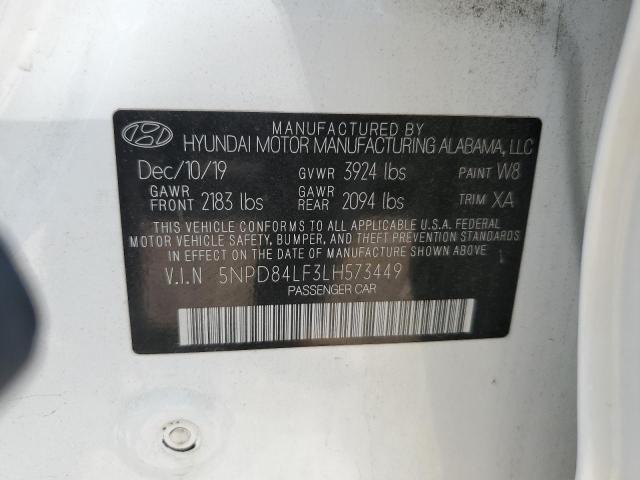 MANUFACTURED BY
HYUNDAI MOTOR MANUFACTURING ALABAMA, LLC
Dec/10/19 GVWR 3924 lbs PAINT W8
GAWR FRONT 2183 lbs GAWR REAR 2094 lbs TRIM XA
THIS VEHICLE CONFORMS TO ALL APPLICABLE U.S.A. FEDERAL
MOTOR VEHICLE SAFETY, BUMPER, AND THEFT PREVENTION STANDARDS
IN EFFECT ON THE DATE OF MANUFACTURE SHOWN ABOVE.
V.I.N 5NPD84LF3LH573449
PASSENGER CAR